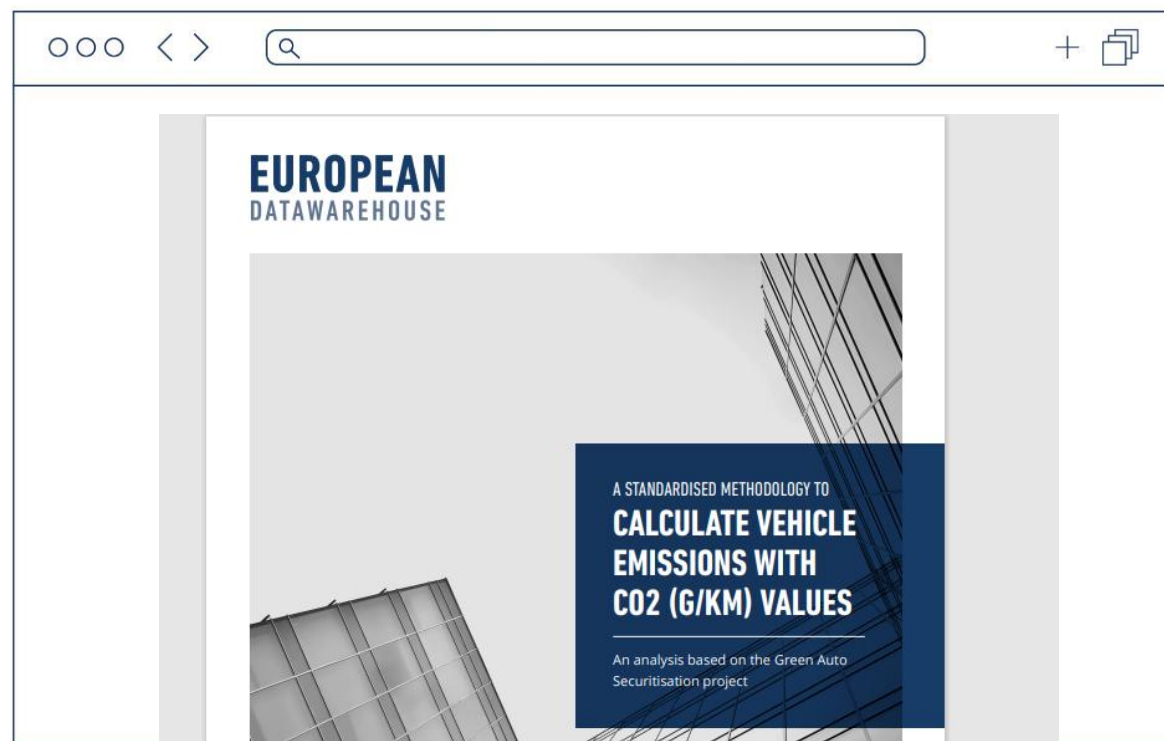 EUROPEAN
DATAWAREHOUSE
A STANDARDISED METHODOLOGY TO
CALCULATE VEHICLE
EMISSIONS WITH
CO2 (G/KM) VALUES
An analysis based on the Green Auto
Securitisation project